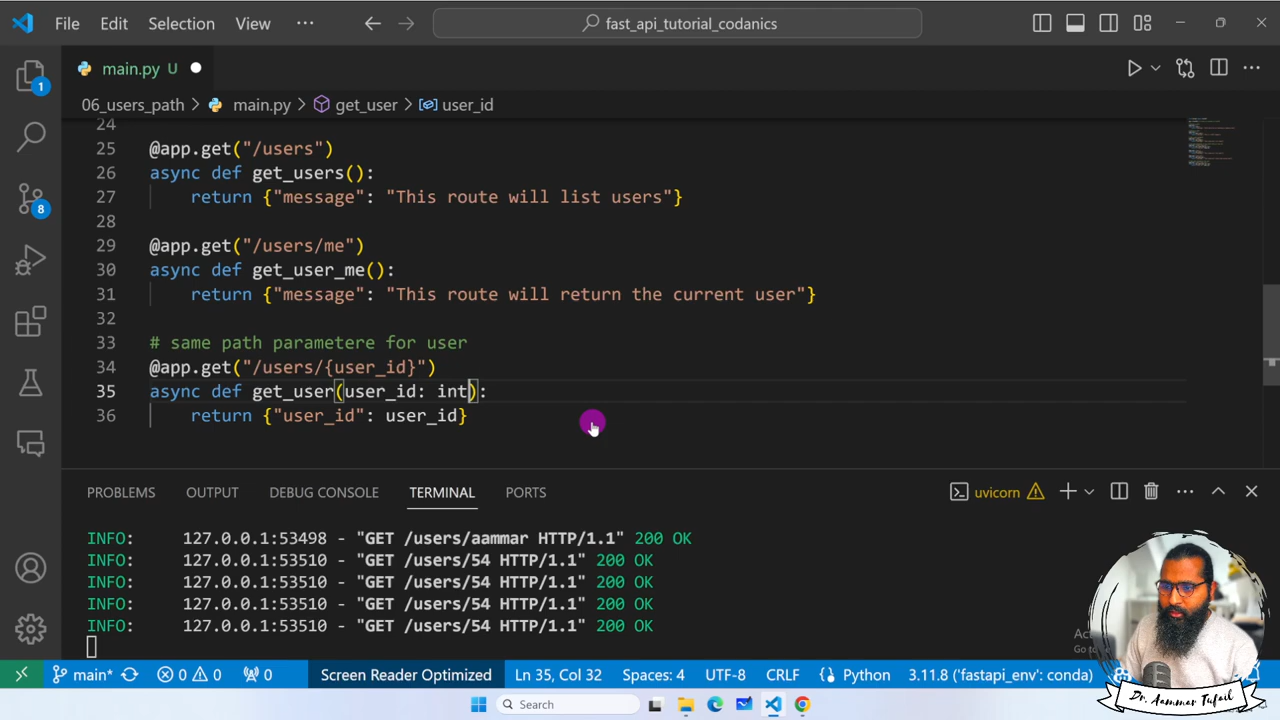 File Edit Selection View ··· fast_api_tutorial_codanics
main.py U
1
06_users_path > main.py > get_user > user_id
24
25 @app.get("/users")
26 async def get_users():
27 return {"message": "This route will list users"}
28
29 @app.get("/users/me")
30 async def get_user_me():
31 return {"message": "This route will return the current user"}
32
33 # same path parametere for user
34 @app.get("/users/{user_id}")
35 async def get_user(user_id: int):
36 return {"user_id": user_id}
8
PROBLEMS OUTPUT DEBUG CONSOLE TERMINAL PORTS uvicorn
INFO: 127.0.0.1:53498 - "GET /users/aammar HTTP/1.1" 200 OK
INFO: 127.0.0.1:53510 - "GET /users/54 HTTP/1.1" 200 OK
INFO: 127.0.0.1:53510 - "GET /users/54 HTTP/1.1" 200 OK
INFO: 127.0.0.1:53510 - "GET /users/54 HTTP/1.1" 200 OK
INFO: 127.0.0.1:53510 - "GET /users/54 HTTP/1.1" 200 OK
main* 0 0 0 Screen Reader Optimized Ln 35, Col 32 Spaces: 4 UTF-8 CRLF Python 3.11.8 ('fastapi_env': conda)
Dr. Aammar Tufail
Search